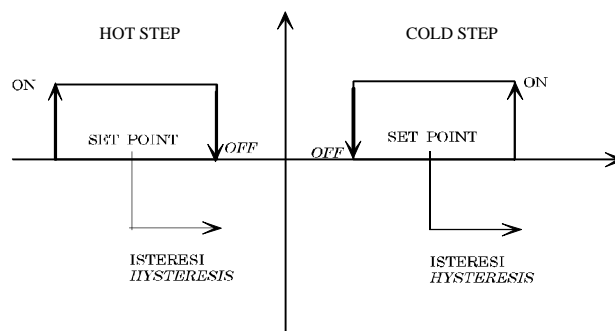 HOT STEP
COLD STEP
ON
ON
SET POINT
OFF
OFF
SET POINT
ISTERESI
HYSTERESIS
ISTERESI
HYSTERESIS